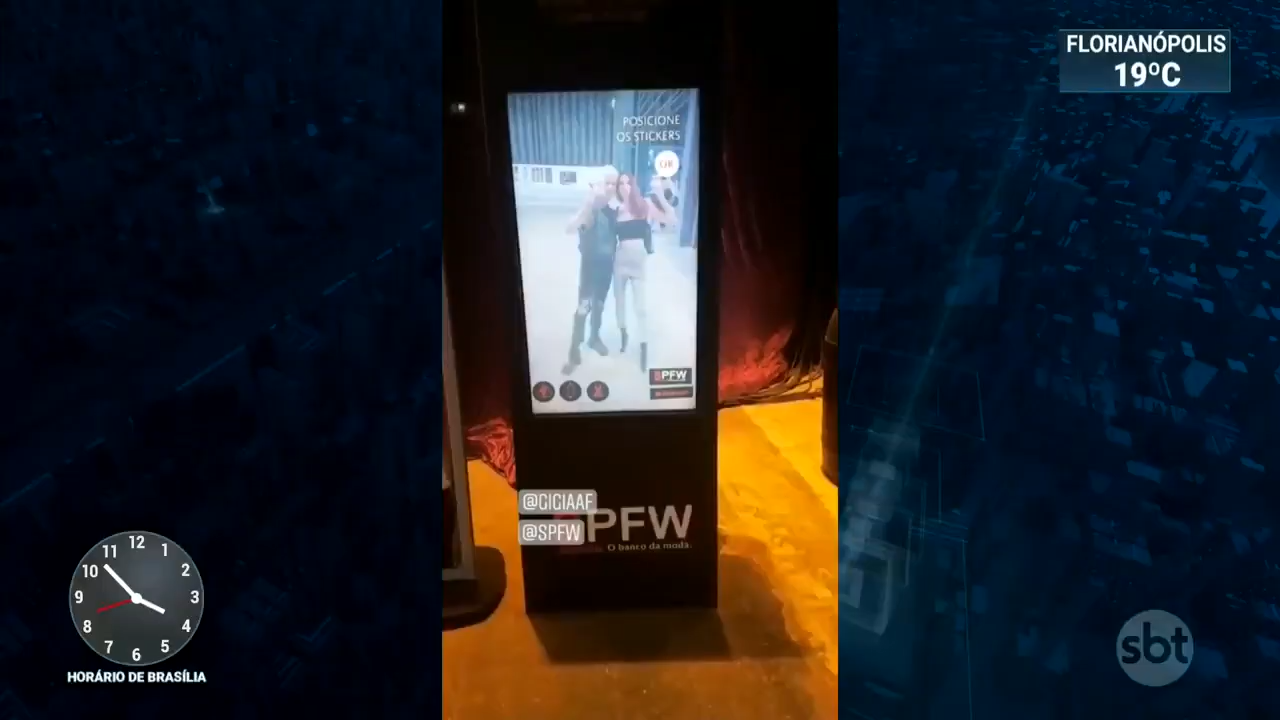 FLORIANÓPOLIS
19ºC
POSICIONE
OS STICKERS
OK
SPFW
@GIGIAAF
@SPFW
SPFW
O banco da moda.
12
1
2
3
4
5
6
7
8
9
10
11
HORÁRIO DE BRASÍLIA
sbt